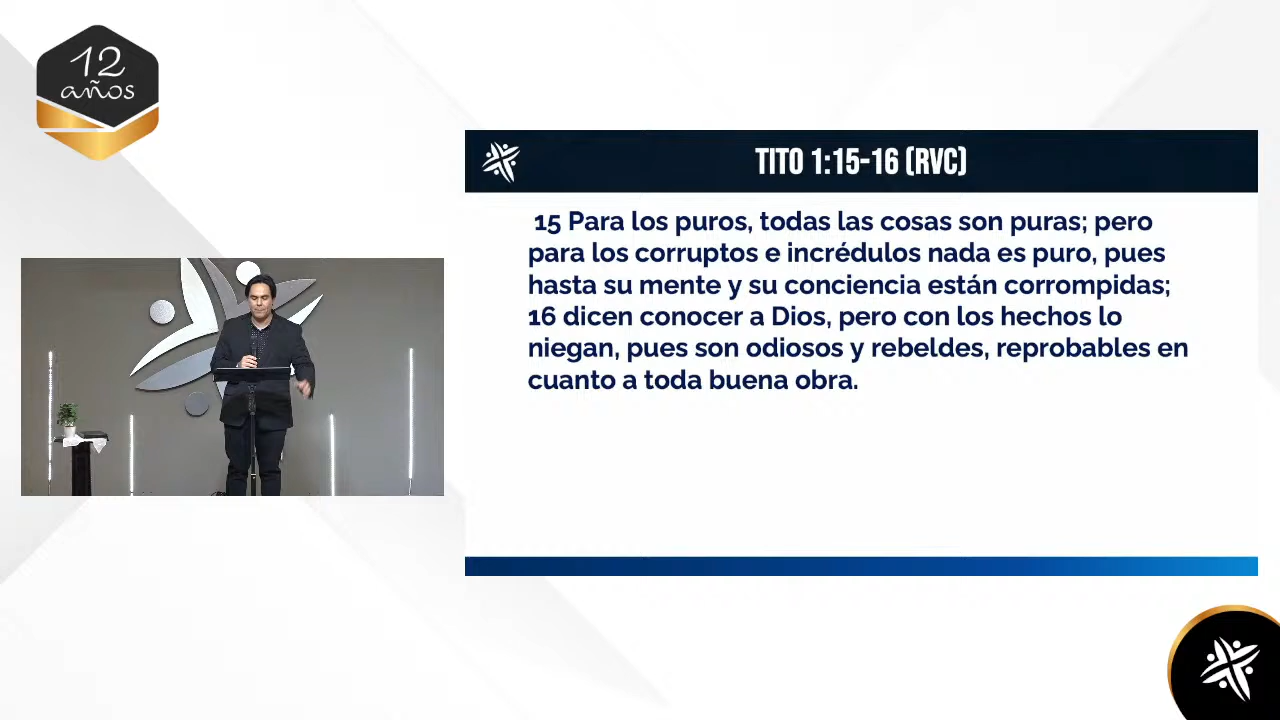 12
años
TITO 1:15-16 (RVC)
15 Para los puros, todas las cosas son puras; pero
para los corruptos e incrédulos nada es puro, pues
hasta su mente y su conciencia están corrompidas;
16 dicen conocer a Dios, pero con los hechos lo
niegan, pues son odiosos y rebeldes, reprobables en
cuanto a toda buena obra.